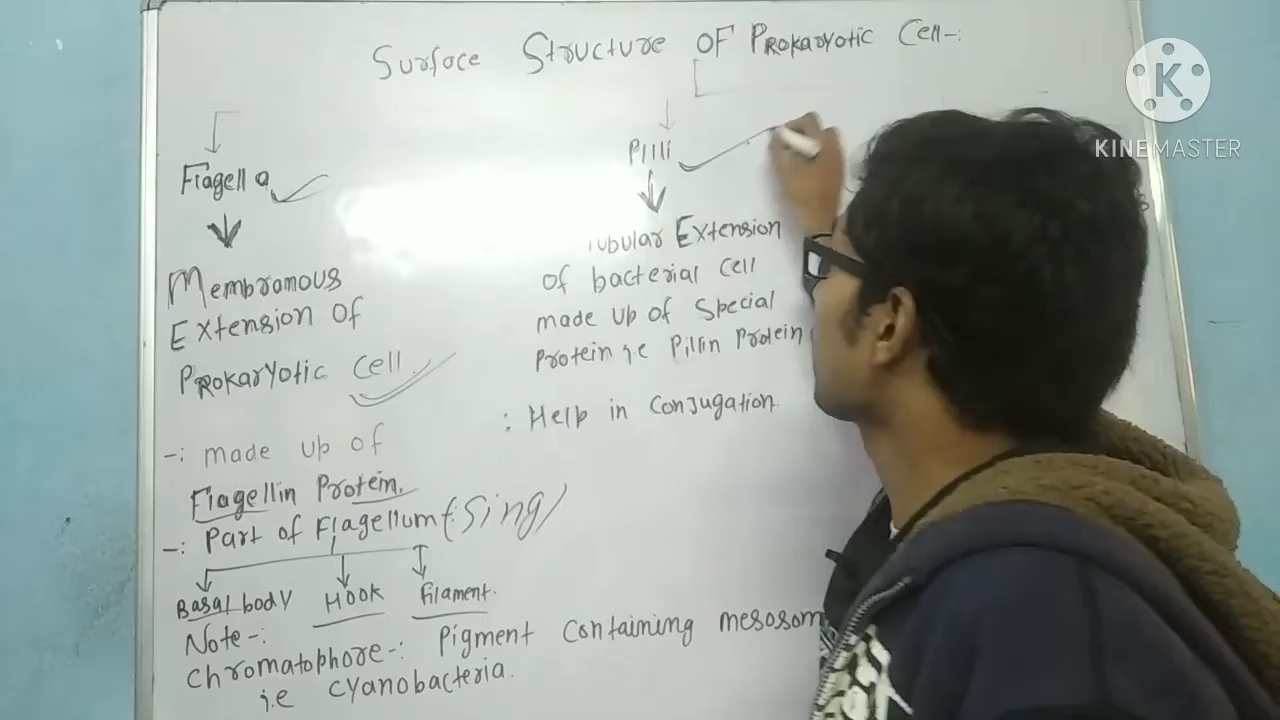 Surface Structure OF Prokaryotic Cell-:
K
KINEMASTER
Flagella
Membramous
Extension of
Prokaryotic cell
-: made up of
Flagellin Protein.
-: Part of Flagellum (: Sing)
Basal body Hook Filament.
Note-:
Chromatophore-: Pigment containing mesosom
i.e cyanobacteria.
Pilli
Tubular Extension
of bacterial cell
made up of special
Protein i.e Pillin Protein
: Help in conjugation